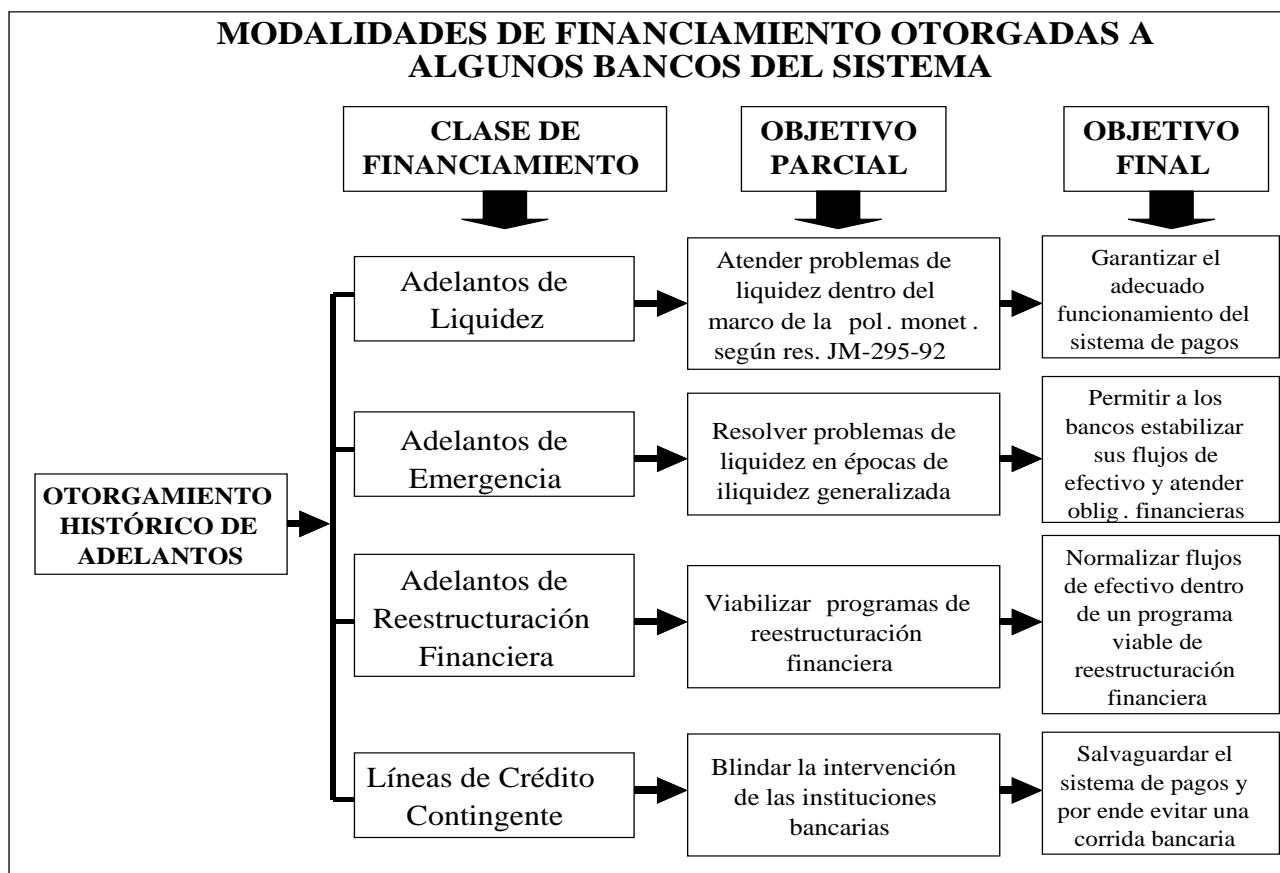 MODALIDADES DE FINANCIAMIENTO OTORGADAS A
ALGUNOS BANCOS DEL SISTEMA
CLASE DE
FINANCIAMIENTO
OBJETIVO
PARCIAL
OBJETIVO
FINAL
OTORGAMIENTO
HISTÓRICO DE
ADELANTOS
Adelantos de
Liquidez
Atender problemas de
liquidez dentro del
marco de la pol. monet.
según res. JM-295-92
Garantizar el
adecuado
funcionamiento del
sistema de pagos
Adelantos de
Emergencia
Resolver problemas de
liquidez en épocas de
iliquidez generalizada
Permitir a los
bancos estabilizar
sus flujos de
efectivo y atender
oblig. financieras
Adelantos de
Reestructuración
Financiera
Viabilizar programas de
reestructuración
financiera
Normalizar flujos
de efectivo dentro
de un programa
viable de
reestructuración
financiera
Líneas de Crédito
Contingente
Blindar la intervención
de las instituciones
bancarias
Salvaguardar el
sistema de pagos y
por ende evitar una
corrida bancaria